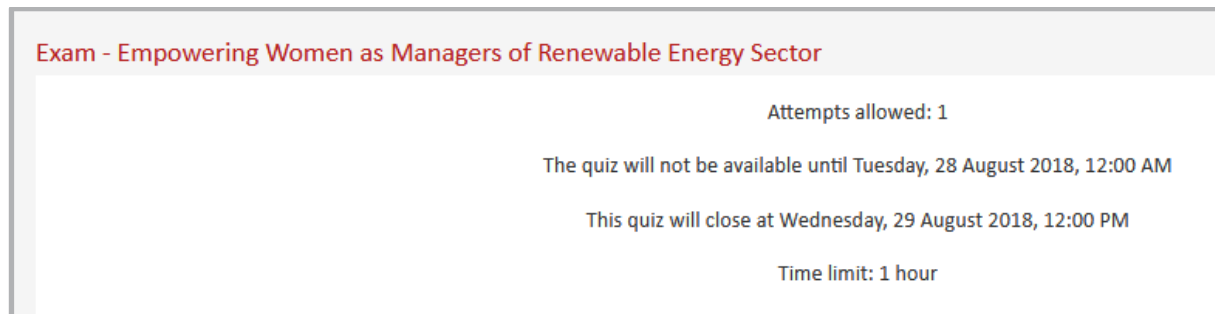 Exam - Empowering Women as Managers of Renewable Energy Sector
Attempts allowed: 1
The quiz will not be available until Tuesday, 28 August 2018, 12:00 AM
This quiz will close at Wednesday, 29 August 2018, 12:00 PM
Time limit: 1 hour